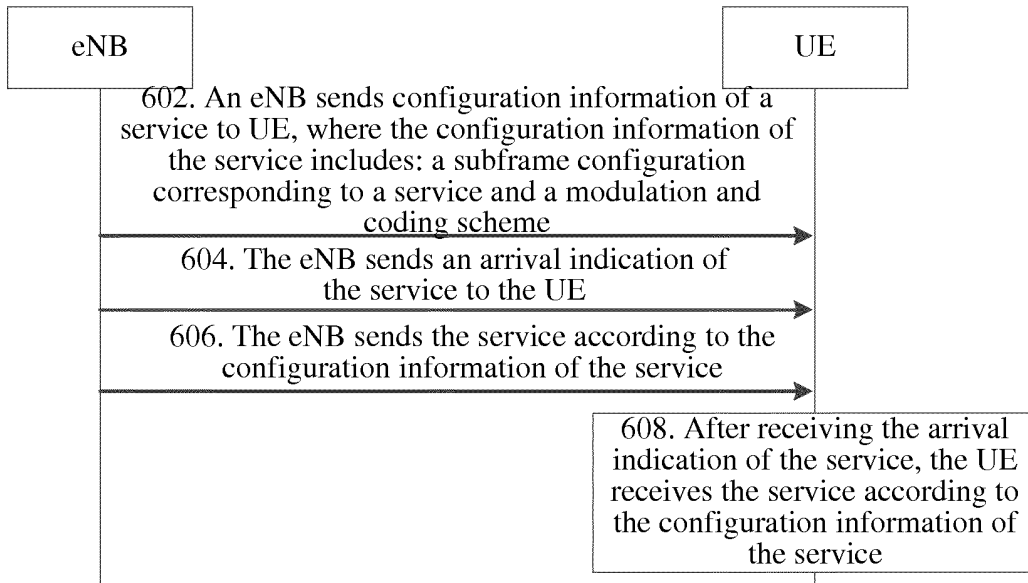 eNB
UE
602. An eNB sends configuration information of a
service to UE, where the configuration information of
the service includes: a subframe configuration
corresponding to a service and a modulation and
coding scheme
604. The eNB sends an arrival indication of
the service to the UE
606. The eNB sends the service according to the
configuration information of the service
608. After receiving the arrival
indication of the service, the UE
receives the service according to
the configuration information of
the service